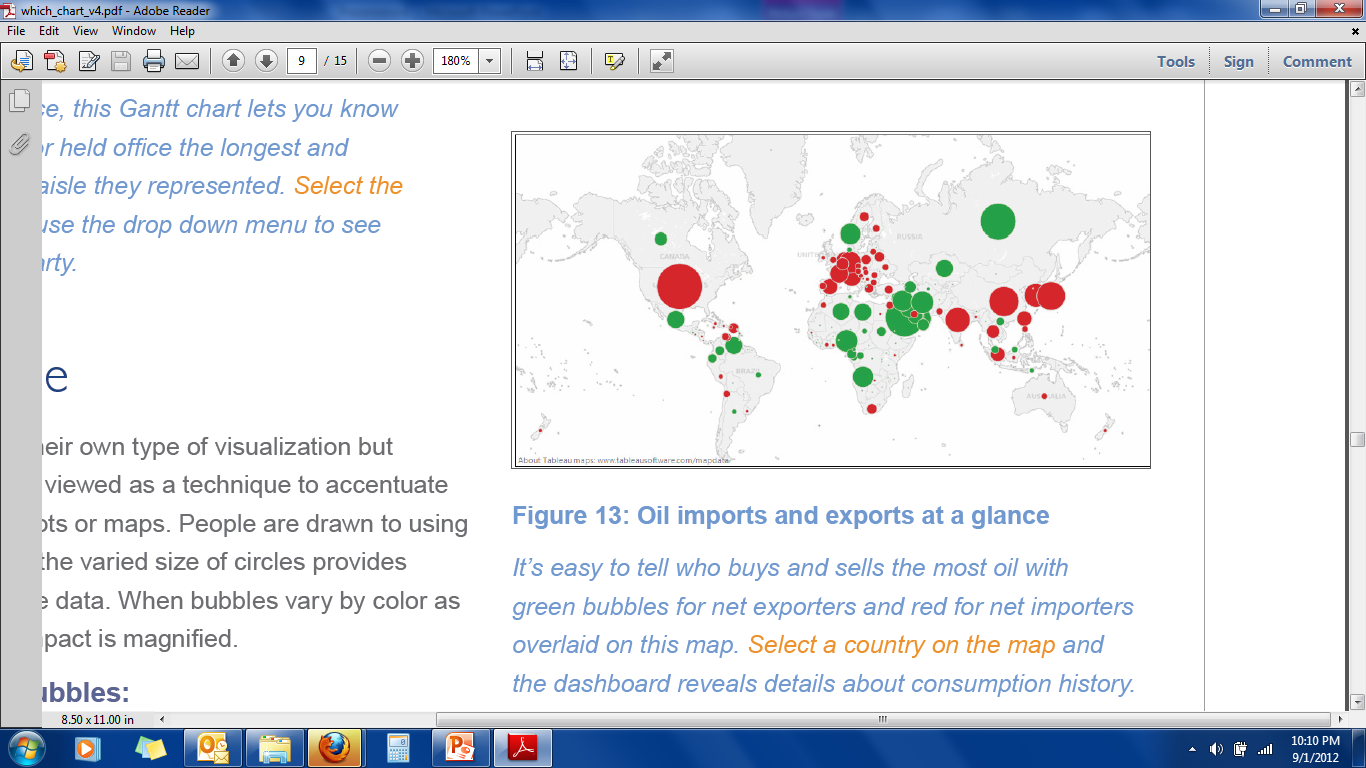 which_chart_v4.pdf - Adobe Reader
File Edit View Window Help
9 / 15 180% Tools Sign Comment
ce, this Gantt chart lets you know
or held office the longest and
aisle they represented. Select the
use the drop down menu to see
arty.
e
heir own type of visualization but
viewed as a technique to accentuate
ots or maps. People are drawn to using
the varied size of circles provides
e data. When bubbles vary by color as
npact is magnified.
ubbles:
CANADA
RUSSIA
BRAZIL
AUSTRALIA
About Tableau maps: www.tableausoftware.com/mapdata
Figure 13: Oil imports and exports at a glance
It’s easy to tell who buys and sells the most oil with
green bubbles for net exporters and red for net importers
overlaid on this map. Select a country on the map and
the dashboard reveals details about consumption history.
8.50 x 11.00 in
10:10 PM
9/1/2012